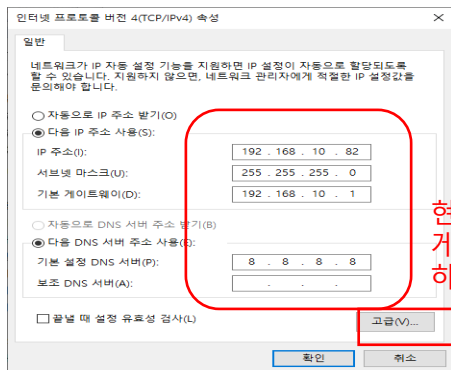 인터넷 프로토콜 버전 4(TCP/IPv4) 속성
일반
네트워크가 IP 자동 설정 기능을 지원하면 IP 설정이 자동으로 할당되도록
할 수 있습니다. 지원하지 않으면, 네트워크 관리자에게 적절한 IP 설정값을
문의해야 합니다.
자동으로 IP 주소 받기(O)
다음 IP 주소 사용(S):
IP 주소(I): 192 . 168 . 10 . 82
서브넷 마스크(U): 255 . 255 . 255 . 0
기본 게이트웨이(D): 192 . 168 . 10 . 1
자동으로 DNS 서버 주소 받기(B)
다음 DNS 서버 주소 사용(E):
기본 설정 DNS 서버(P): 8 . 8 . 8 . 8
보조 DNS 서버(A): . . .
끝낼 때 설정 유효성 검사(L)
고급(V)...
확인 취소